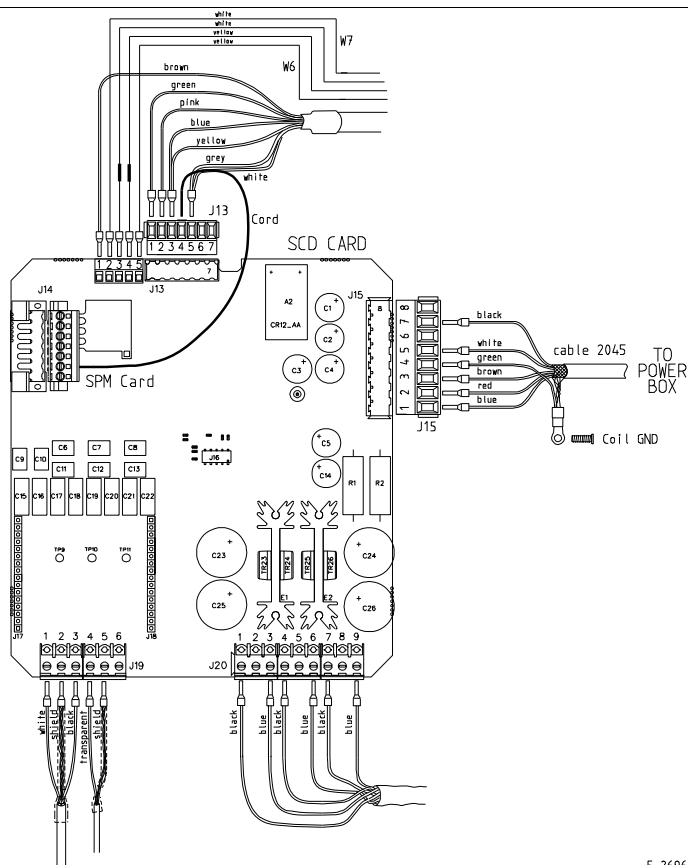 white
white
yellow
yellow
W7
W6
brown
green
pink
blue
yellow
grey
white
J13
Cord
1 2 3 4 5 6 7
SCD CARD
1 2 3 4 5
7
J13
J14
SPM Card
A2
CR12_AA
C1
C2
C3
C4
J15
8
8 7 6 5 4 3 2 1
J15
black
white
green
brown
red
blue
cable 2045
TO
POWER
BOX
Coil GND
C6
C7
C8
C9
C10
C11
C12
C13
J16
C5
C14
R1
R2
C15
C16
C17
C18
C19
C20
C21
C22
TP9
TP10
TP11
C23
C24
C25
C26
TR23
TR24
TR25
TR26
E1
E2
J17
J18
1 2 3 4 5 6
J19
J20
1 2 3 4 5 6 7 8 9
white
shield
black
transparent
shield
black
blue
black
blue
black
blue